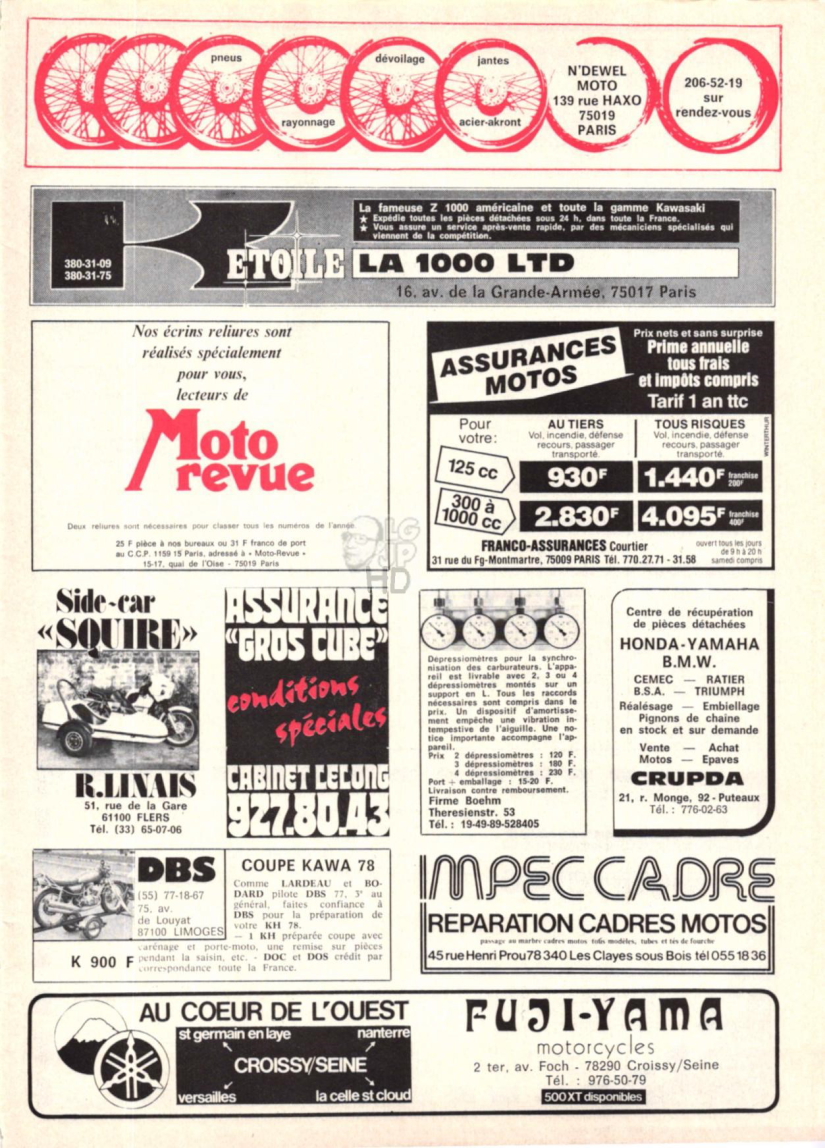 pneus
dévoilage
jantes
rayonnage
acier-akront
N'DEWEL
MOTO
139 rue HAXO
75019
PARIS
206-52-19
sur
rendez-vous
La fameuse Z 1000 américaine et toute la gamme Kawasaki
★ Expédie toutes les pièces détachées sous 24 h, dans toute la France.
★ Vous assure un service après-vente rapide, par des mécaniciens spécialisés qui
viennent de la compétition.
380-31-09
380-31-75
ETOILE LA 1000 LTD
16, av. de la Grande-Armée, 75017 Paris
Nos écrins reliures sont
réalisés spécialement
pour vous,
lecteurs de
Moto
revue
Deux reliures sont nécessaires pour classer tous les numéros de l'année
25 F pièce à nos bureaux ou 31 F franco de port
au C.C.P. 1159 15 Paris, adressé à « Moto-Revue »
15-17, quai de l'Oise - 75019 Paris
LG
JP
HD
ASSURANCES
MOTOS
Prix nets et sans surprise
Prime annuelle
tous frais
et impôts compris
Tarif 1 an ttc
Pour
votre:
AU TIERS
Vol, incendie, défense
recours, passager
transporté.
TOUS RISQUES
Vol, incendie, défense
recours, passager
transporté.
WINTERTHUR
125 cc
930F
1.440F franchise
200F
300 à
1000 cc
2.830F
4.095F franchise
400F
FRANCO-ASSURANCES Courtier
31 rue du Fg-Montmartre, 75009 PARIS Tél. 770.27.71 - 31.58
ouvert tous les jours
de 9 h à 20 h
samedi compris
Side-car
«SQUIRE»
R.LINAIS
51, rue de la Gare
61100 FLERS
Tél. (33) 65-07-06
ASSURANCE
"GROS CUBE"
conditions
spéciales
CABINET LELONG
927.80.43
Dépressiomètres pour la synchro-
nisation des carburateurs. L'appa-
reil est livrable avec 2, 3 ou 4
dépressiomètres montés sur un
support en L. Tous les raccords
nécessaires sont compris dans le
prix. Un dispositif d'amortisse-
ment empêche une vibration in-
tempestive de l'aiguille. Une no-
tice importante accompagne l'ap-
pareil.
Prix 2 dépressiomètres : 120 F.
3 dépressiomètres : 180 F.
4 dépressiomètres : 230 F.
Port + emballage : 15-20 F.
Livraison contre remboursement.
Firme Boehm
Theresienstr. 53
Tél. : 19-49-89-528405
Centre de récupération
de pièces détachées
HONDA-YAMAHA
B.M.W.
CEMEC — RATIER
B.S.A. — TRIUMPH
Réalésage — Embiellage
Pignons de chaine
en stock et sur demande
Vente — Achat
Motos — Epaves
CRUPDA
21, r. Monge, 92 - Puteaux
Tél. : 776-02-63
DBS
(55) 77-18-67
75, av.
de Louyat
87100 LIMOGES
K 900 F
COUPE KAWA 78
Comme LARDEAU et BO-
DARD pilote DBS 77, 3e au
général, faites confiance à
DBS pour la préparation de
votre KH 78.
— 1 KH préparée coupe avec
carénage et porte-moto, une remise sur pièces
pendant la saisin, etc. - DOC et DOS crédit par
correspondance toute la France.
IMPEC CADRE
REPARATION CADRES MOTOS
passage au marbre cadres motos tous modèles, tubes et tés de fourche
45 rue Henri Prou 78 340 Les Clayes sous Bois tél 055 18 36
AU COEUR DE L'OUEST
st germain en laye
nanterre
CROISSY/SEINE
versailles
la celle st cloud
FUJI-YAMA
motorcycles
2 ter, av. Foch - 78290 Croissy/Seine
Tél. : 976-50-79
500 XT disponibles